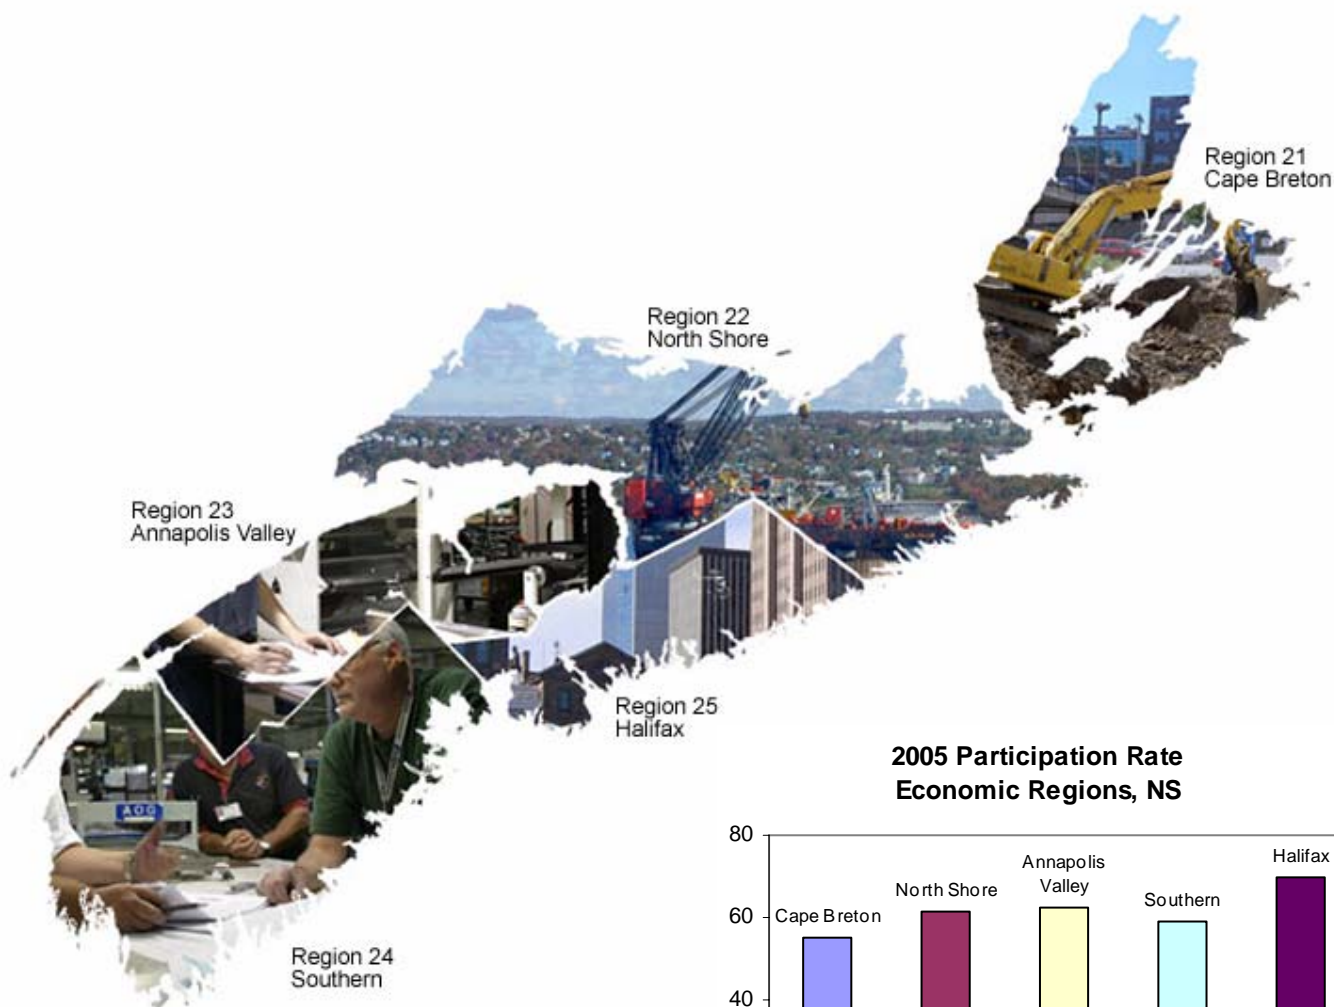 Region 21
Cape Breton
Region 22
North Shore
Region 23
Annapolis Valley
Region 25
Halifax
AOG
Region 24
Southern
2005 Participation Rate
Economic Regions, NS
80
60
40
Cape Breton
North Shore
Annapolis
Valley
Southern
Halifax